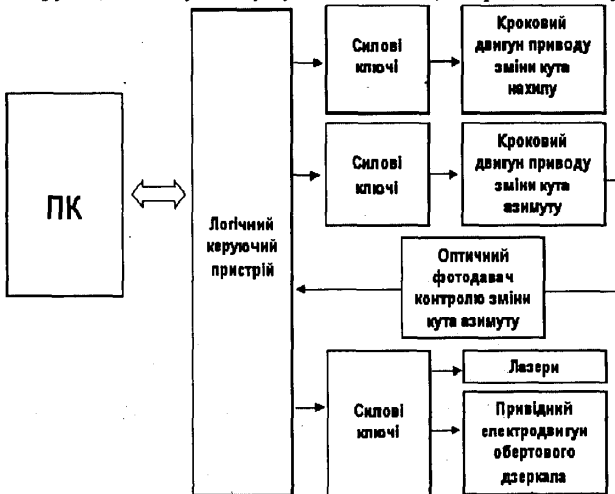 Силові
ключі
Кроковий
двигун приводу
зміни кута
нахилу
Силові
ключі
Кроковий
двигун приводу
зміни кута
азимуту
ПК
Логічний
керуючий
пристрій
Оптичний
фотодавач
контролю зміни
кута азимуту
Силові
ключі
Лазери
Привідний
електродвигун
обертового
дзеркала